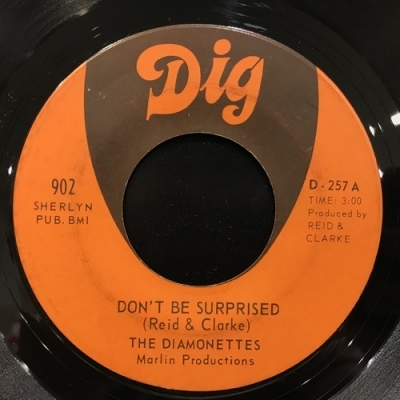 Dig
902
SHERLYN
PUB. BMI
D - 257 A
TIME: 3:00
Produced by
REID &
CLARKE
DON'T BE SURPRISED
(Reid & Clarke)
THE DIAMONETTES
Marlin Productions